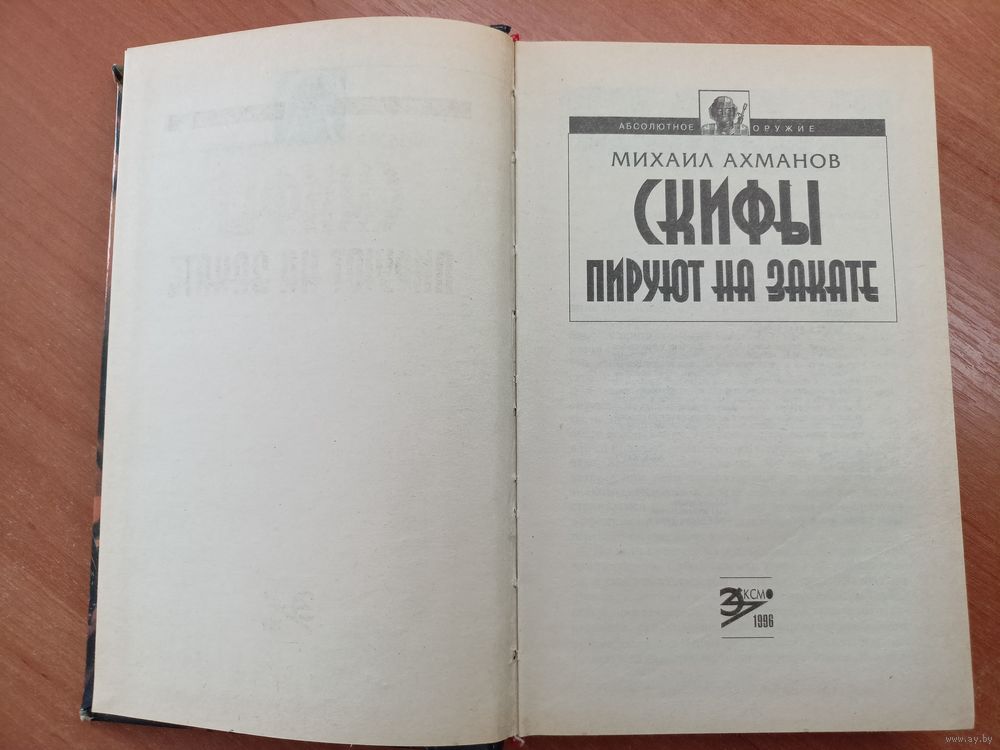 АБСОЛЮТНОЕ ОРУЖИЕ
МИХАИЛ АХМАНОВ
СКИФЫ
ПИРУЮТ НА ЗАКАТЕ
ЭКСМО
1996
www.ay.by